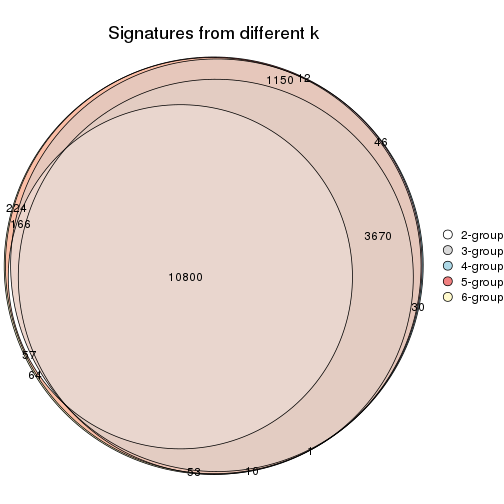 Signatures from different k
1150
12
46
224
166
3670
2-group
3-group
4-group
5-group
6-group
10800
30
57
64
1
53
10